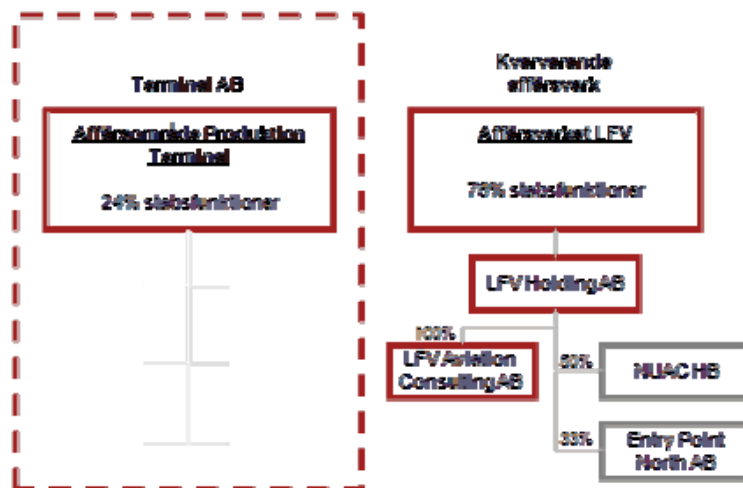 Terminal AB
Affärsområde Produktion
Terminal
24% stabsfunktioner
Kvarvarande
affärsverk
Affärsverket LFV
76% stabsfunktioner
LFV Holding AB
100%
LFV Aviation
Consulting AB
50%
NUAC HB
33%
Entry Point
North AB